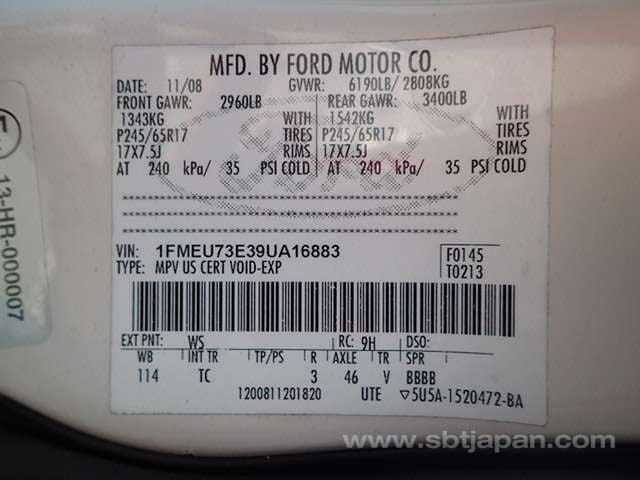 MFD. BY FORD MOTOR CO.
DATE: 11/08 GVWR: 6190LB/ 2808KG
FRONT GAWR: 2960LB REAR GAWR: 3400LB
1343KG WITH 1542KG WITH
P245/65R17 TIRES P245/65R17 TIRES
17X7.5J RIMS 17X7.5J RIMS
AT 240 kPa/ 35 PSI COLD AT 240 kPa/ 35 PSI COLD
Ford
VIN: 1FMEU73E39UA16883 F0145
TYPE: MPV US CERT VOID-EXP T0213
EXT PNT: WS RC: 9H DSO:
WB INT TR TP/PS R AXLE TR SPR
114 TC 3 46 V BBBB
1200811201820 UTE ▽5U5A-1520472-BA
13-HR-000007
www.sbtjapan.com